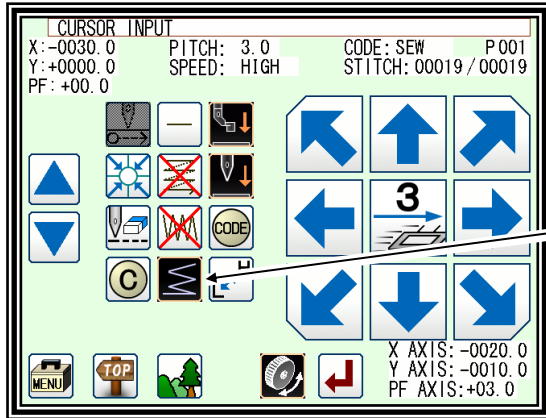 CURSOR INPUT
X:-0030.0 PITCH: 3.0 CODE: SEW P001
Y:+0000.0 SPEED: HIGH STITCH: 00019/00019
PF: +00.0
3
CODE
C
MENU TOP
X AXIS: -0020.0
Y AXIS: -0010.0
PF AXIS:+03.0